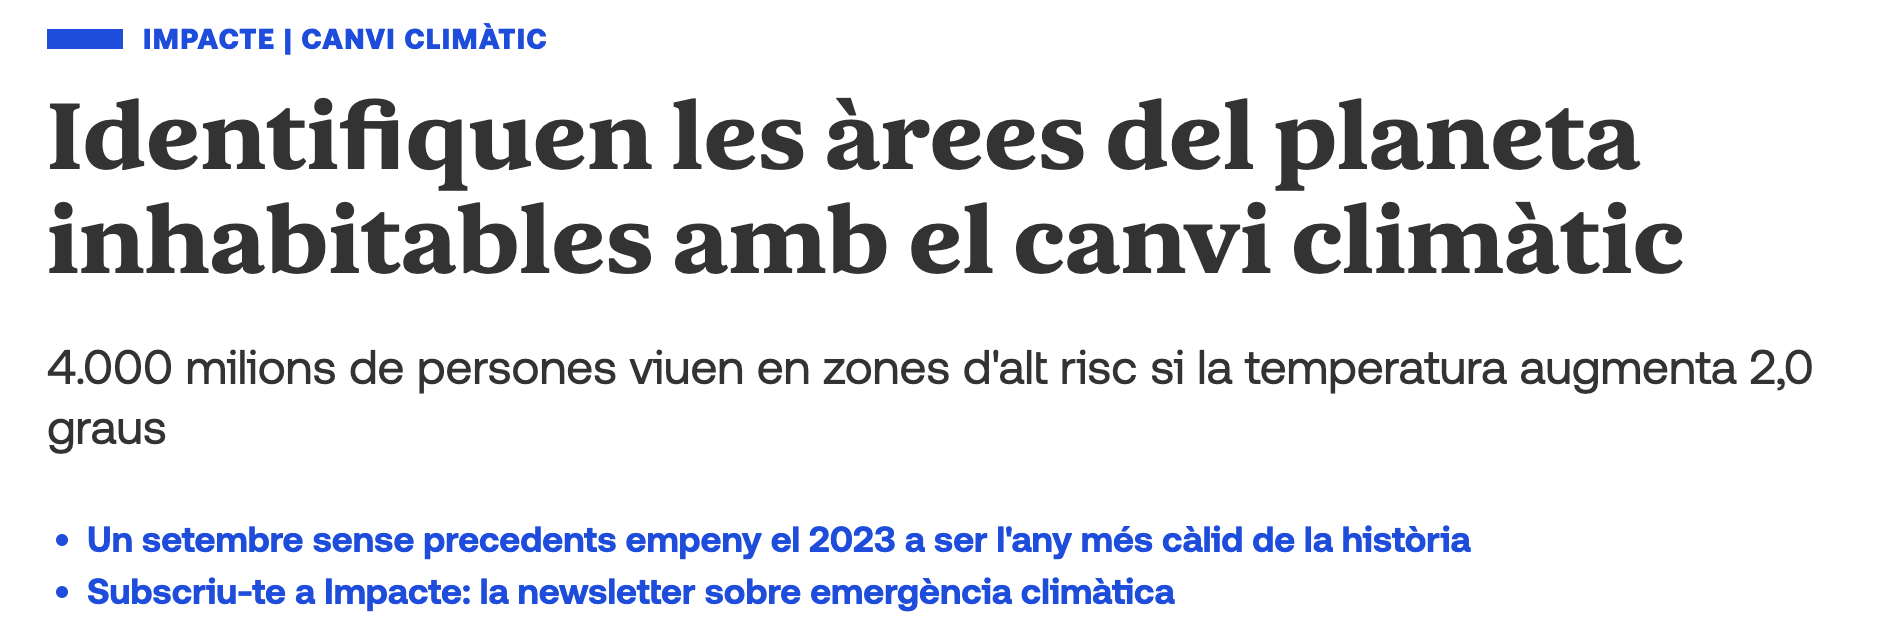 IMPACTE | CANVI CLIMÀTIC
Identifiquen les àrees del planeta
inhabitables amb el canvi climàtic
4.000 milions de persones viuen en zones d'alt risc si la temperatura augmenta 2,0
graus
• Un setembre sense precedents empeny el 2023 a ser l'any més càlid de la història
• Subscriu-te a Impacte: la newsletter sobre emergència climàtica